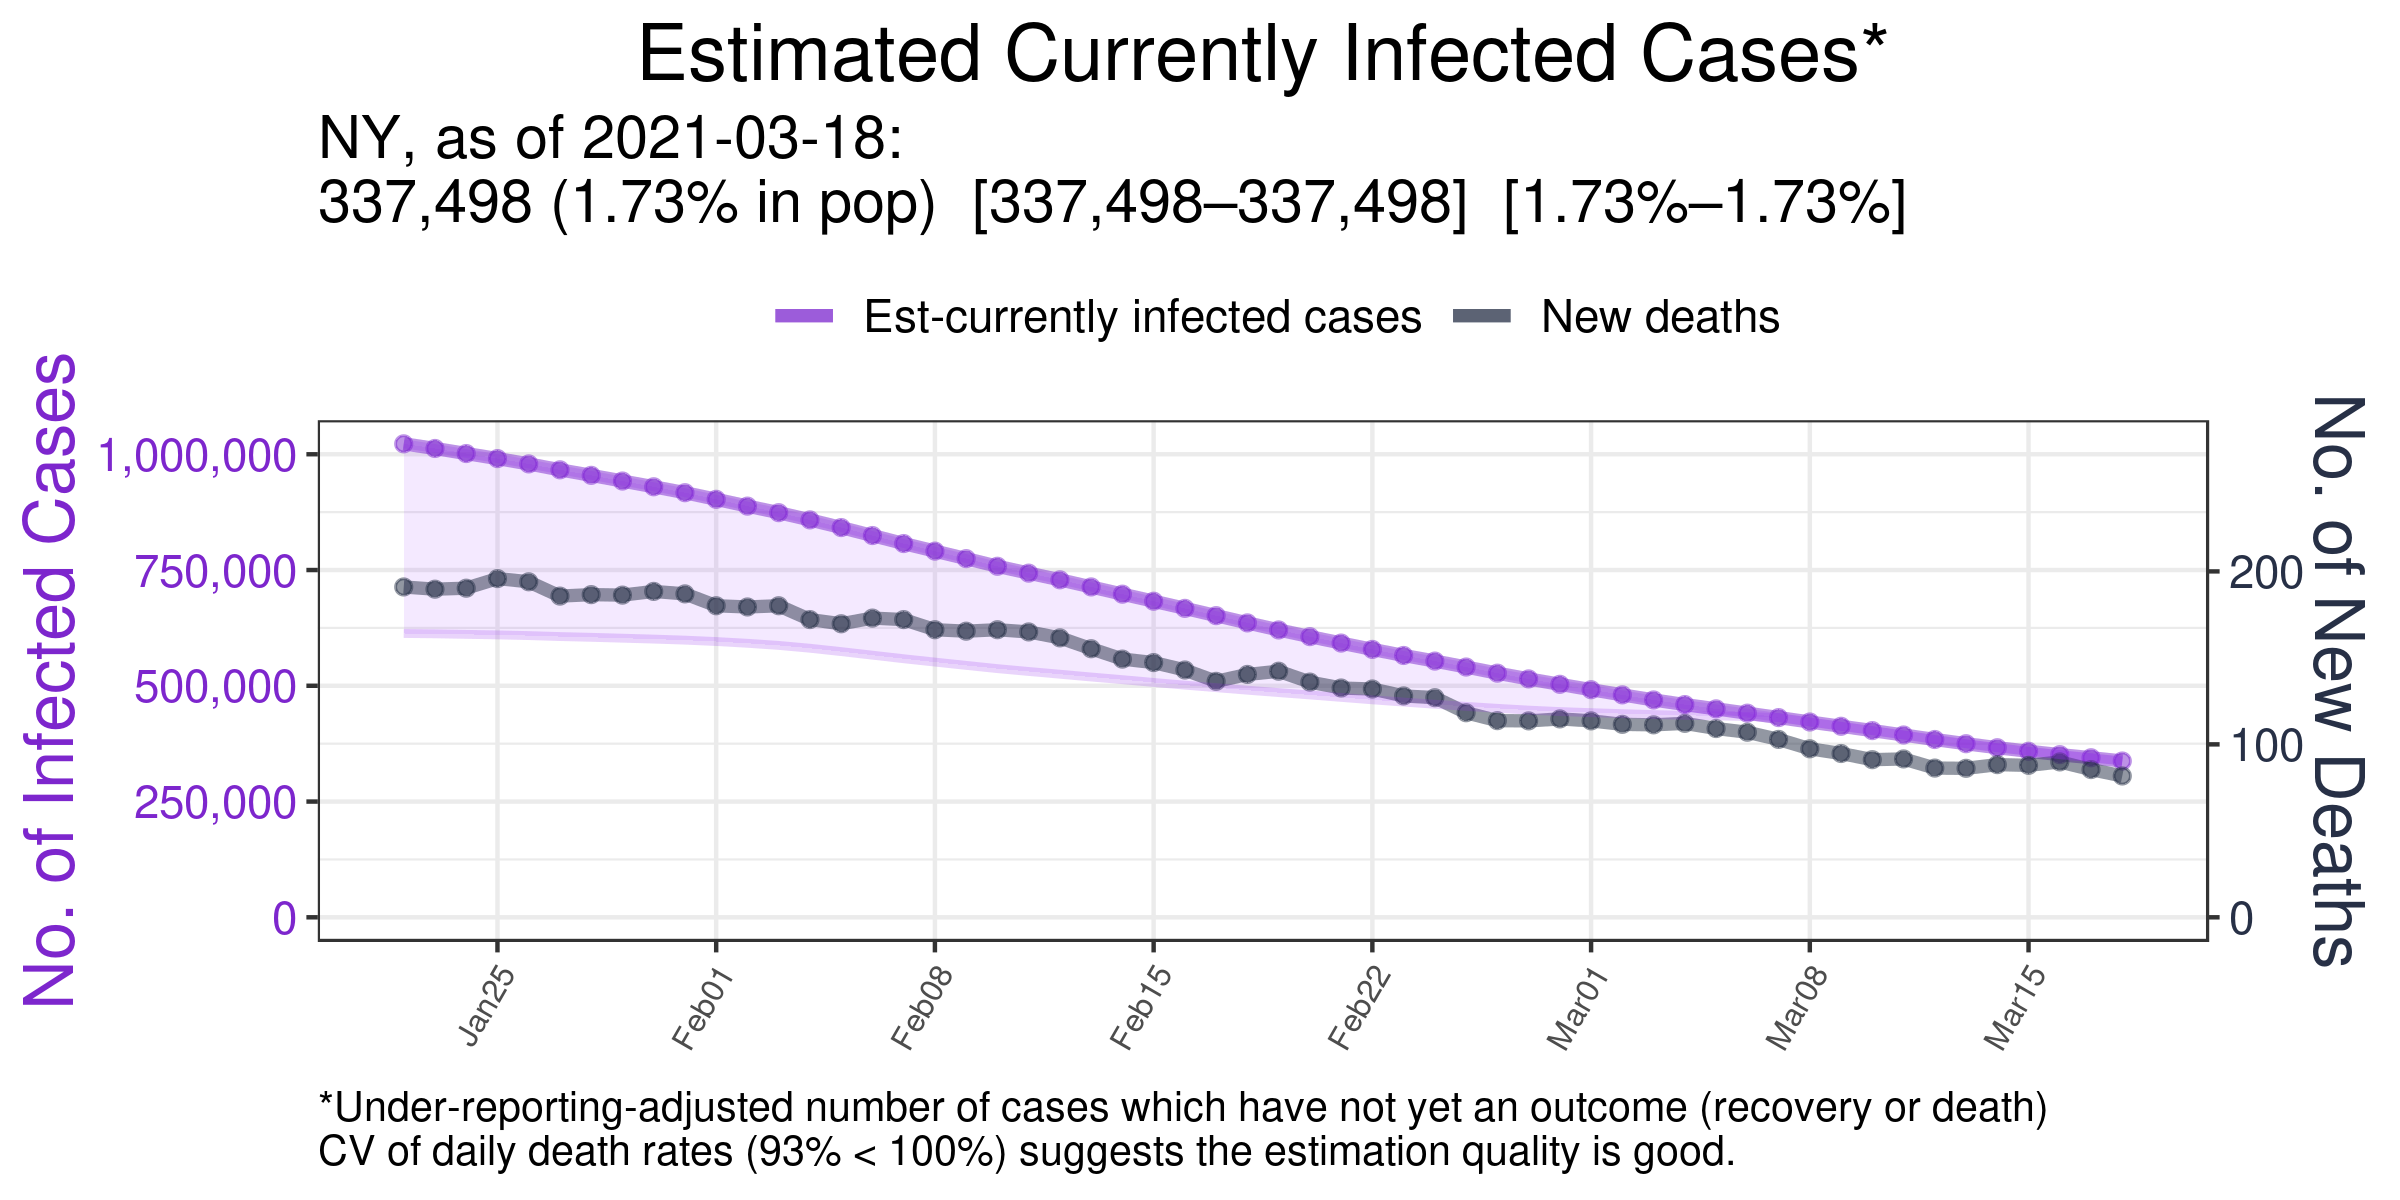 Estimated Currently Infected Cases*
NY, as of 2021-03-18:
337,498 (1.73% in pop)  [337,498–337,498]  [1.73%–1.73%]
Est-currently infected cases
New deaths
No. of Infected Cases
1,000,000
750,000
500,000
250,000
0
No. of New Deaths
200
100
0
Jan25
Feb01
Feb08
Feb15
Feb22
Mar01
Mar08
Mar15
*Under-reporting-adjusted number of cases which have not yet an outcome (recovery or death)
CV of daily death rates (93% < 100%) suggests the estimation quality is good.